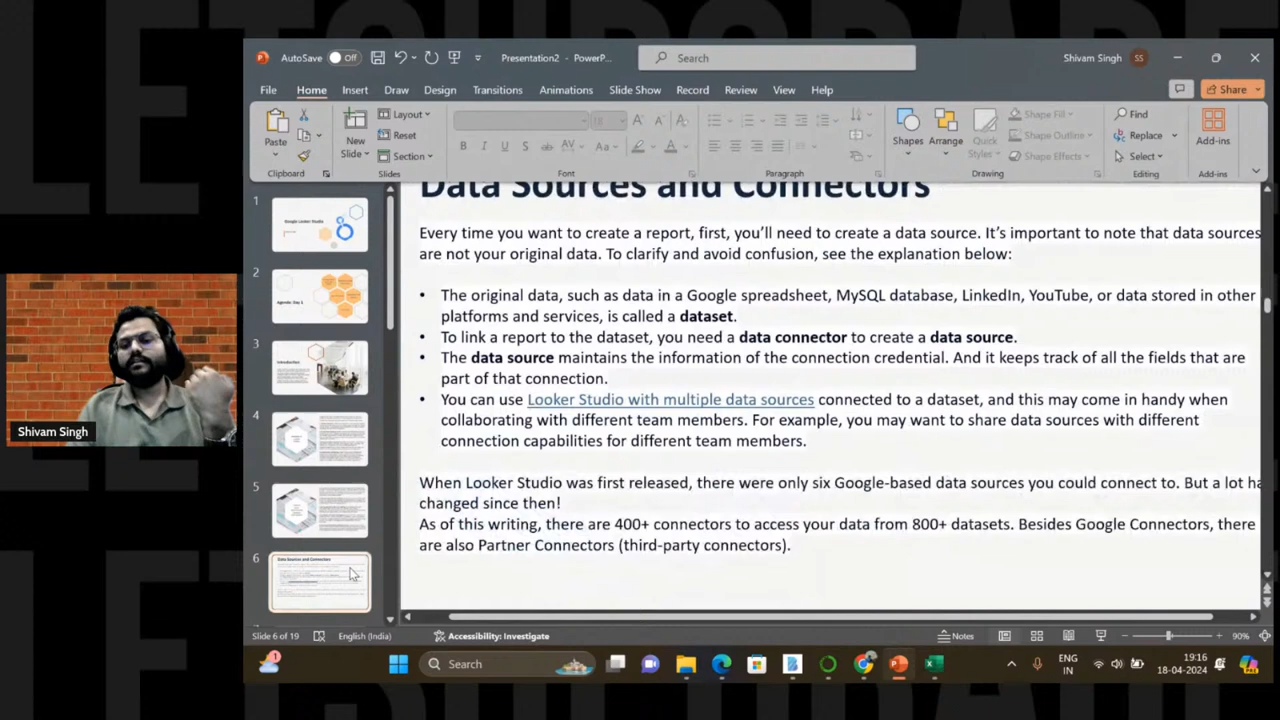 LETSUPGRADE
AutoSave Off Presentation2 - PowerP... Search Shivam Singh SS
File Home Insert Draw Design Transitions Animations Slide Show Record Review View Help Share
Paste New Slide Layout Reset Section Shapes Arrange Quick Styles Shape Fill Shape Outline Shape Effects Find Replace Select Add-ins
Clipboard Slides Font Paragraph Drawing Editing Add-ins
1 Google Looker Studio
2 Agenda: Day 1
3 Introduction
4
5
6 Data Sources and Connectors
Data Sources and Connectors
Every time you want to create a report, first, you’ll need to create a data source. It’s important to note that data sources
are not your original data. To clarify and avoid confusion, see the explanation below:
• The original data, such as data in a Google spreadsheet, MySQL database, LinkedIn, YouTube, or data stored in other
platforms and services, is called a dataset.
• To link a report to the dataset, you need a data connector to create a data source.
• The data source maintains the information of the connection credential. And it keeps track of all the fields that are
part of that connection.
• You can use Looker Studio with multiple data sources connected to a dataset, and this may come in handy when
collaborating with different team members. For example, you may want to share data sources with different
connection capabilities for different team members.
When Looker Studio was first released, there were only six Google-based data sources you could connect to. But a lot ha
changed since then!
As of this writing, there are 400+ connectors to access your data from 800+ datasets. Besides Google Connectors, there
are also Partner Connectors (third-party connectors).
Shivam Singh
Slide 6 of 19 English (India) Accessibility: Investigate Notes 90%
Search ENG IN 19:16 18-04-2024